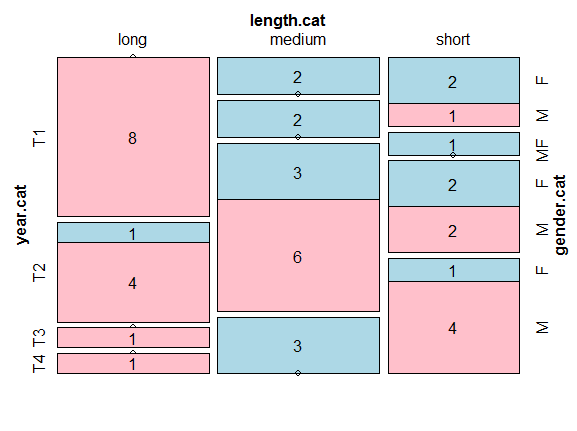 length.cat
long medium short
year.cat
T1
T2
T3
T4
8
1
4
1
1
2
2
3
6
3
2
1
1
2
2
1
4
F
M
F
M
F
M
F
M
gender.cat